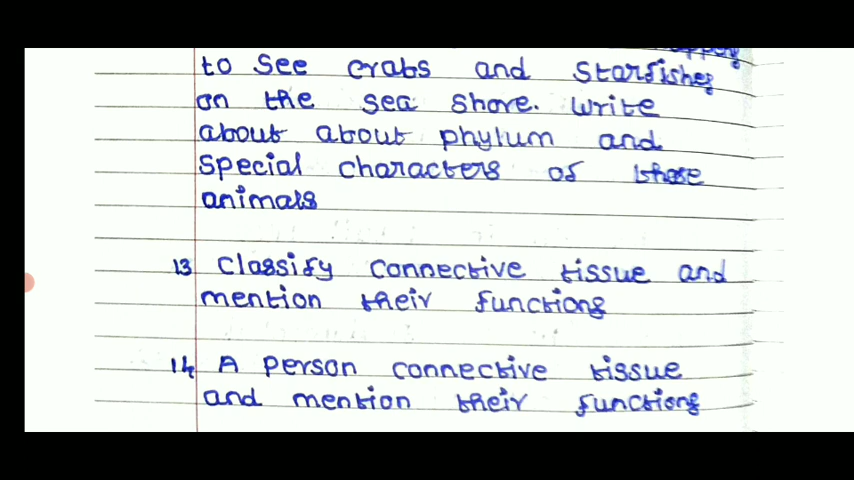 to see crabs and starfishes
on the sea shore. write
about about phylum and
special characters of these
animals
13 classify connective tissue and
mention their functions
14 A person connective tissue
and mention their functions